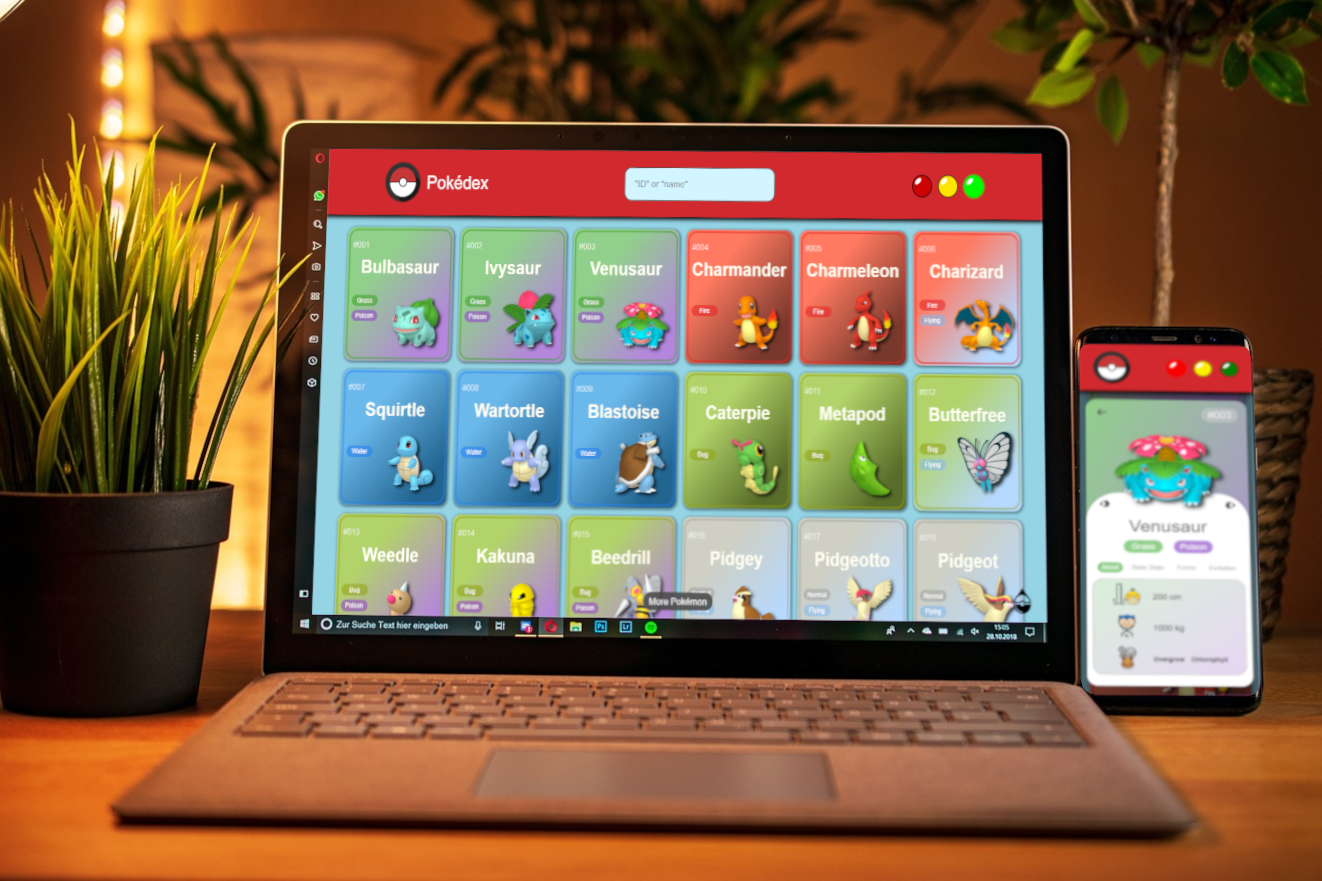 Pokédex
"ID" or "name"
#001
Bulbasaur
Grass
Poison
#002
Ivysaur
Grass
Poison
#003
Venusaur
Grass
Poison
#004
Charmander
Fire
#005
Charmeleon
Fire
#006
Charizard
Fire
Flying
#007
Squirtle
Water
#008
Wartortle
Water
#009
Blastoise
Water
#010
Caterpie
Bug
#011
Metapod
Bug
#012
Butterfree
Bug
Flying
#013
Weedle
Bug
Poison
#014
Kakuna
Bug
Poison
#015
Beedrill
Bug
Poison
#016
Pidgey
#017
Pidgeotto
Normal
Flying
#018
Pidgeot
Normal
Flying
More Pokémon
Zur Suche Text hier eingeben
Ps
Lr
15:05
28.10.2018
#003
Venusaur
Grass
Poison
About Base Stats Forms Evolution
200 cm
1000 kg
Overgrow Chlorophyll